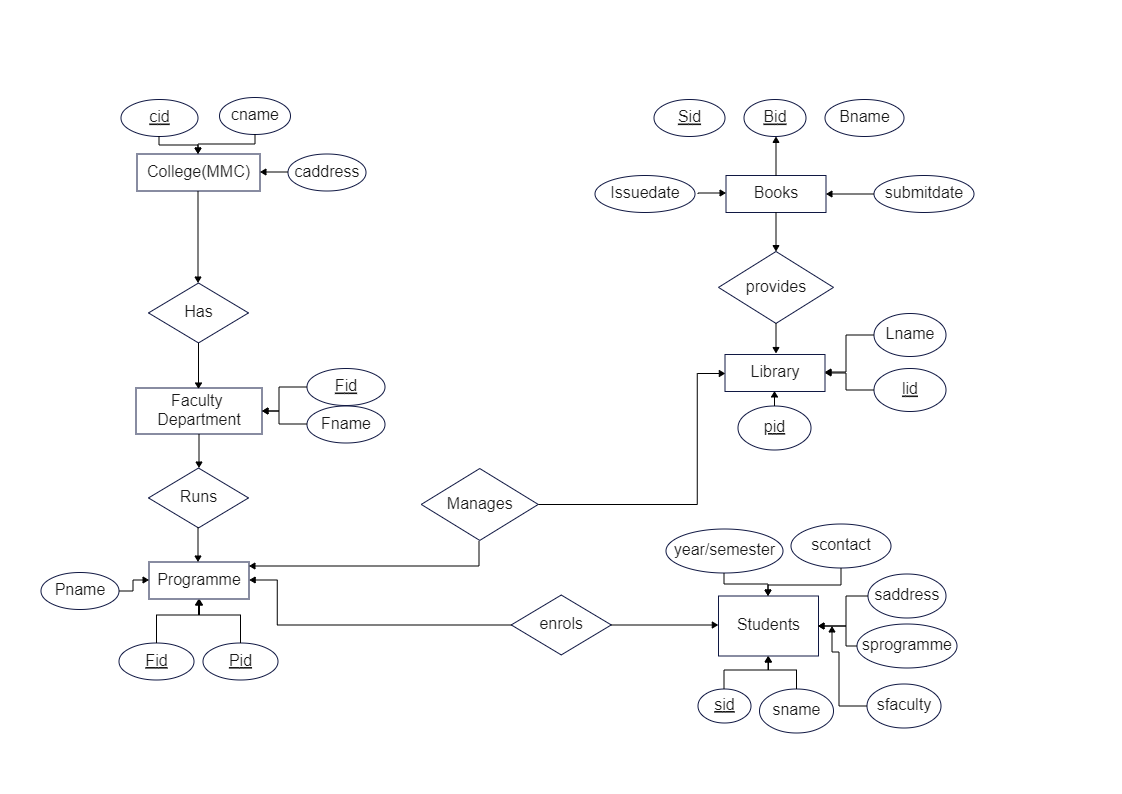 cid
cname
College(MMC)
caddress
Has
Faculty
Department
Fid
Fname
Runs
Programme
Pname
Fid
Pid
Manages
enrols
Sid
Bid
Bname
Issuedate
Books
submitdate
provides
Library
Lname
lid
pid
year/semester
scontact
Students
saddress
sprogramme
sfaculty
sid
sname